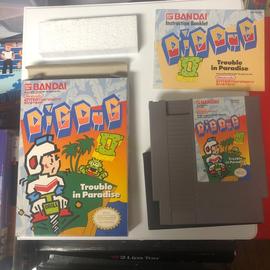 BANDAI
DIG DUG
II
Trouble
in Paradise
BANDAI
Instruction Booklet
DIG DUG
II
Trouble in Paradise
BANDAI
DIG DUG
II
Trouble
in Paradise